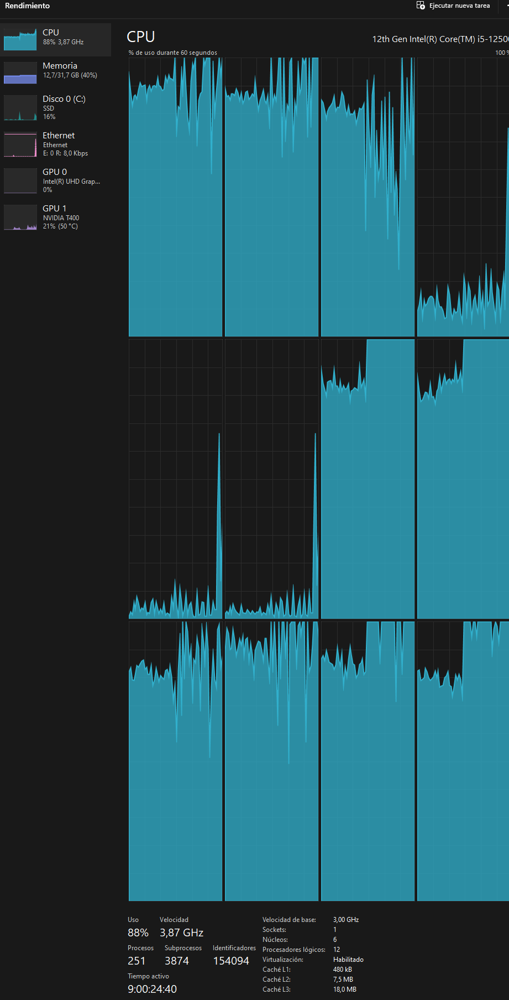 Rendimiento
Ejecutar nueva tarea
CPU
88% 3,87 GHz
Memoria
12,7/31,7 GB (40%)
Disco 0 (C:)
SSD
16%
Ethernet
Ethernet
E: 0 R: 8,0 Kbps
GPU 0
Intel(R) UHD Grap...
0%
GPU 1
NVIDIA T400
21% (50 °C)
CPU
12th Gen Intel(R) Core(TM) i5-1250
% de uso durante 60 segundos
100 %
Uso
Velocidad
88%
3,87 GHz
Procesos
Subprocesos
Identificadores
251
3874
154094
Tiempo activo
9:00:24:40
Velocidad de base:
3,00 GHz
Sockets:
1
Núcleos:
6
Procesadores lógicos:
12
Virtualización:
Habilitado
Caché L1:
480 kB
Caché L2:
7,5 MB
Caché L3:
18,0 MB